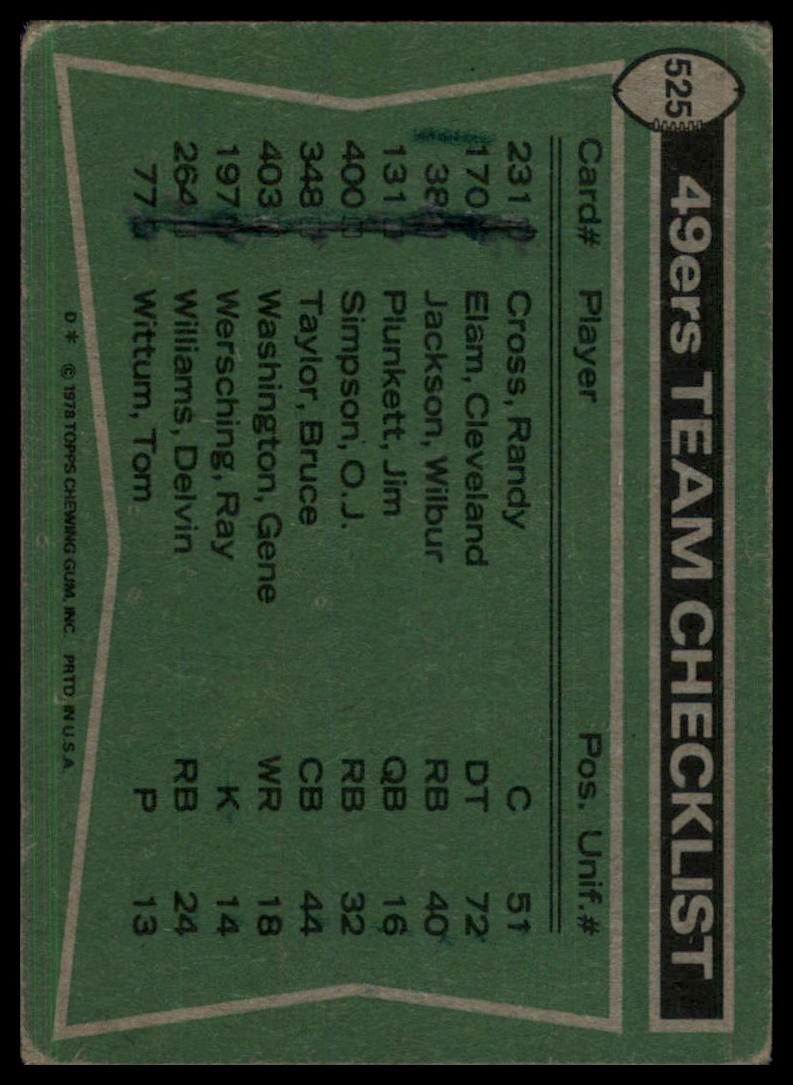 525
49ers TEAM CHECKLIST
Card# Player Pos. Unif.#
231 Cross, Randy C 51
170 Elam, Cleveland DT 72
38 Jackson, Wilbur RB 40
131 Plunkett, Jim QB 16
400 Simpson, O.J. RB 32
348 Taylor, Bruce CB 44
403 Washington, Gene WR 18
197 Wersching, Ray K 14
264 Williams, Delvin RB 24
77 Wittum, Tom P 13
D* © 1978 TOPPS CHEWING GUM, INC. PRTD. IN U.S.A.